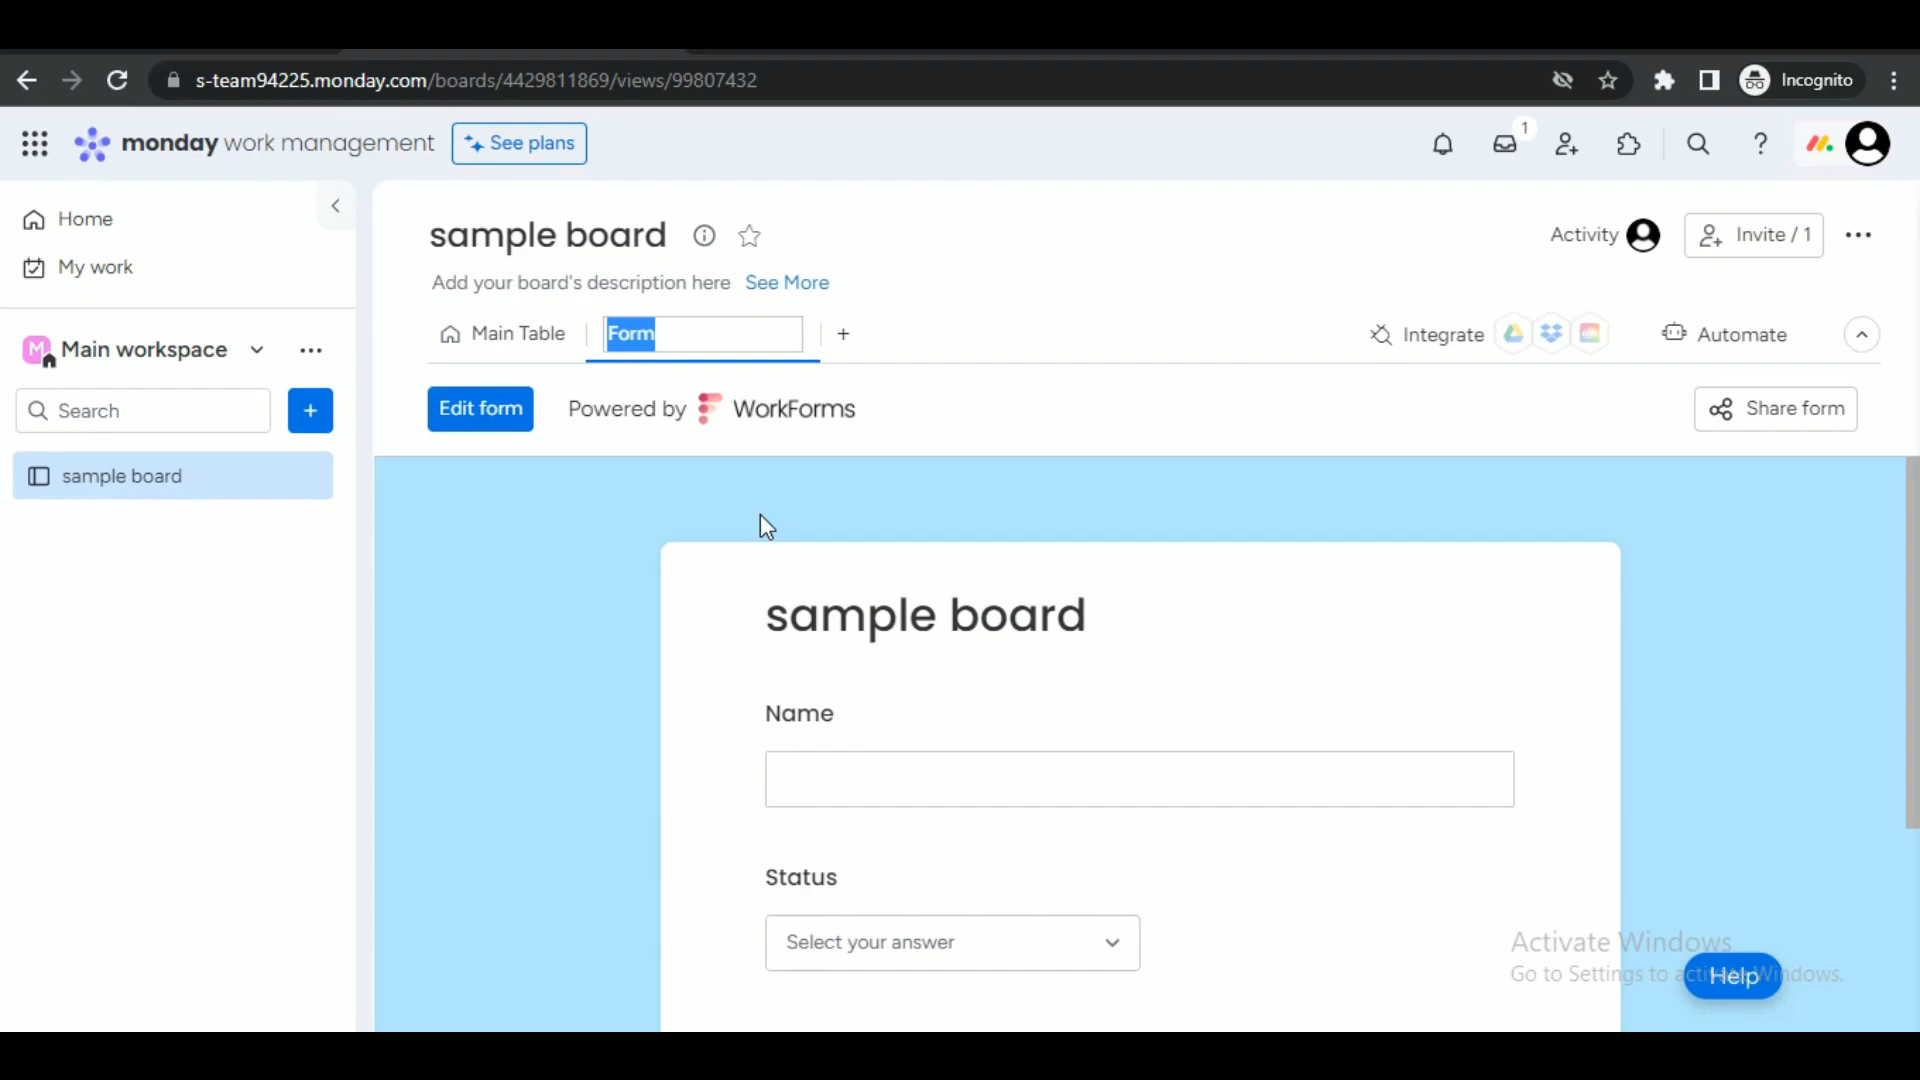 s-team94225.monday.com/boards/4429811869/views/99807432
Incognito
monday work management
See plans
1
Home
My work
M
Main workspace
Search
+
sample board
sample board
Add your board's description here See More
Activity
Invite / 1
Main Table
Form
+
Integrate
Automate
Edit form
Powered by WorkForms
Share form
sample board
Name
Status
Select your answer
Activate Windows
Go to Settings to activate Windows.
Help